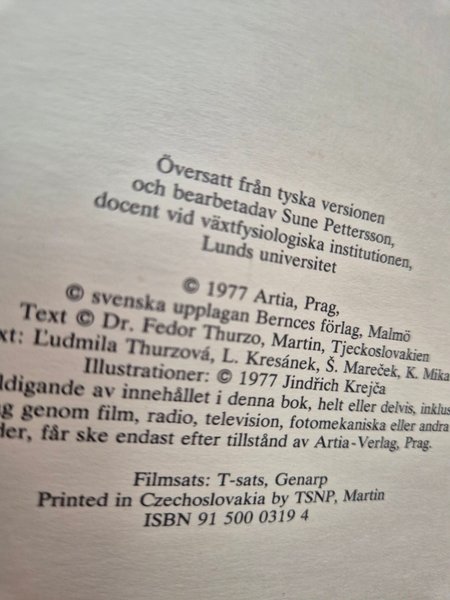 Översatt från tyska versionen
och bearbetadav Sune Pettersson,
docent vid växtfysiologiska institutionen,
Lunds universitet
© 1977 Artia, Prag,
© svenska upplagan Bernces förlag, Malmö
Text © Dr. Fedor Thurzo, Martin, Tjeckoslovakien
xt: Ľudmila Thurzová, L. Kresánek, Š. Mareček, K. Mika
Illustrationer: © 1977 Jindřich Krejča
ldigande av innehållet i denna bok, helt eller delvis, inklus
g genom film, radio, television, fotomekaniska eller andra
der, får ske endast efter tillstånd av Artia-Verlag, Prag.
Filmsats: T-sats, Genarp
Printed in Czechoslovakia by TSNP, Martin
ISBN 91 500 0319 4